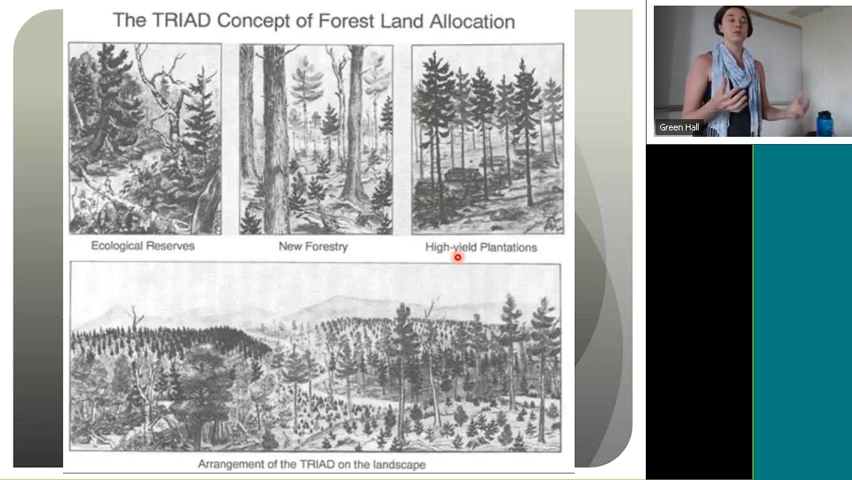 The TRIAD Concept of Forest Land Allocation
Ecological Reserves
New Forestry
High-yield Plantations
Arrangement of the TRIAD on the landscape
Green Hall